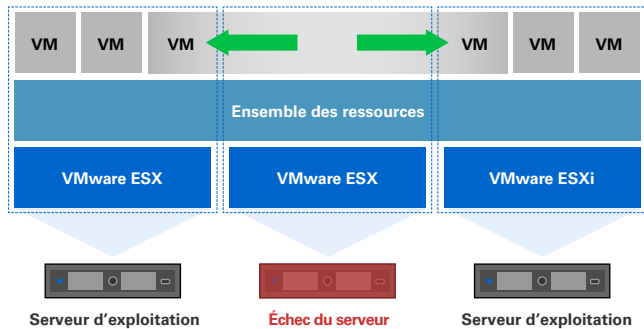 VM VM VM VM VM VM
Ensemble des ressources
VMware ESX VMware ESX VMware ESXi
Serveur d’exploitation Échec du serveur Serveur d’exploitation